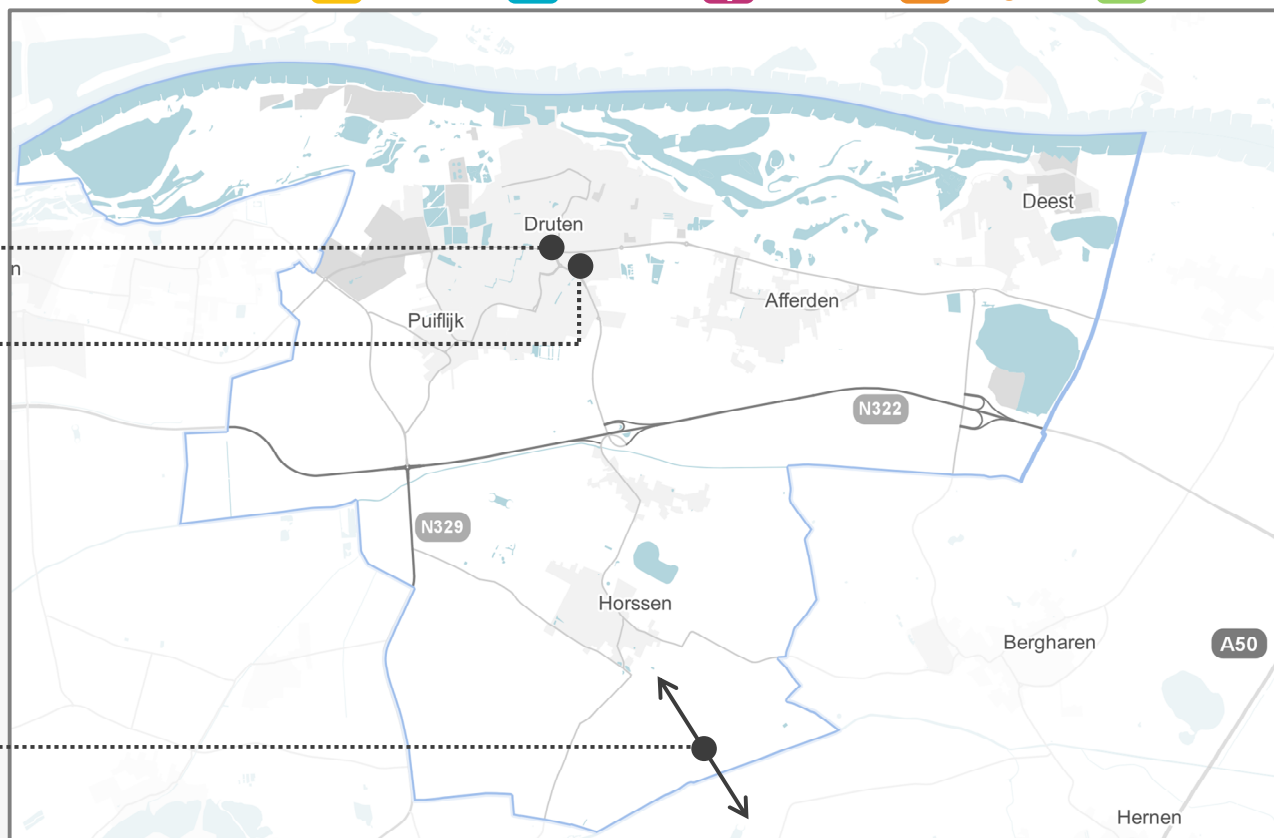 Deest
Druten
n
Afferden
Puiflijk
N322
N329
Horssen
Bergharen
A50
Hernen